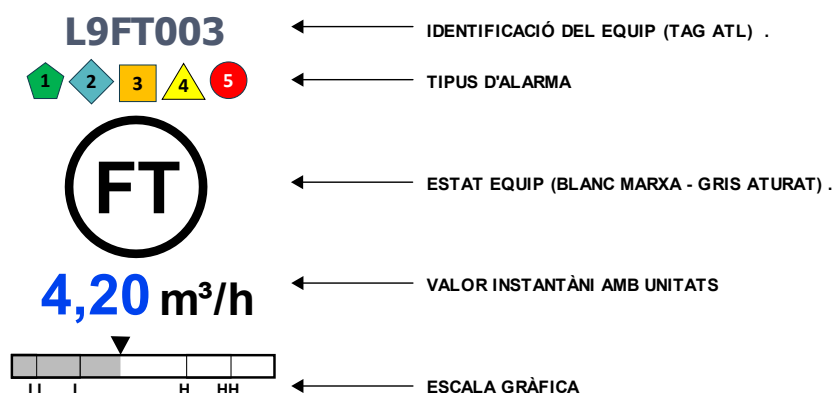 L9FT003
IDENTIFICACIÓ DEL EQUIP (TAG ATL) .
1 2 3 4 5
TIPUS D'ALARMA
FT
ESTAT EQUIP (BLANC MARXA - GRIS ATURAT) .
4,20 m³/h
VALOR INSTANTÀNI AMB UNITATS
H HH
ESCALA GRÀFICA